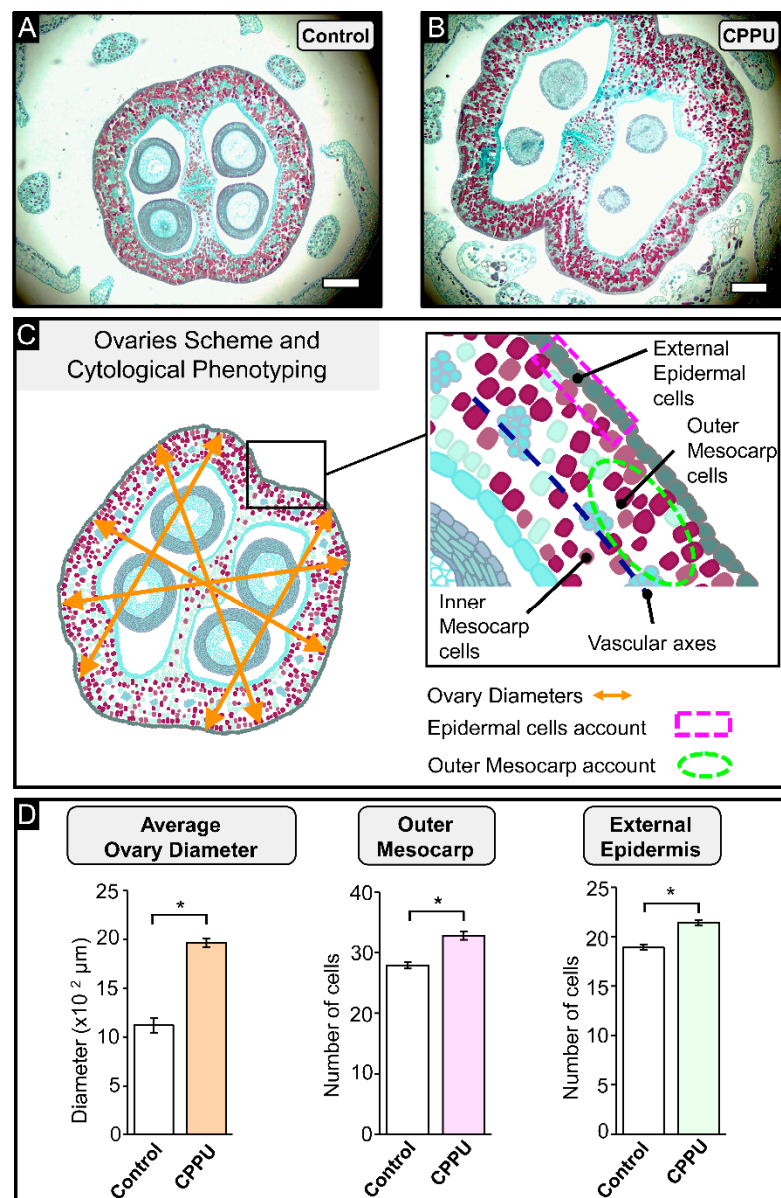 A
Control
B
CPPU
C
Ovaries Scheme and
Cytological Phenotyping
External
Epidermal
cells
Outer
Mesocarp
cells
Inner
Mesocarp
cells
Vascular axes
Ovary Diameters
Epidermal cells account
Outer Mesocarp account
D
Average
Ovary Diameter
Diameter (x10 ² µm)
25
20
15
10
5
0
*
Control
CPPU
Outer
Mesocarp
Number of cells
40
30
20
10
0
*
Control
CPPU
External
Epidermis
Number of cells
25
20
15
10
5
0
*
Control
CPPU